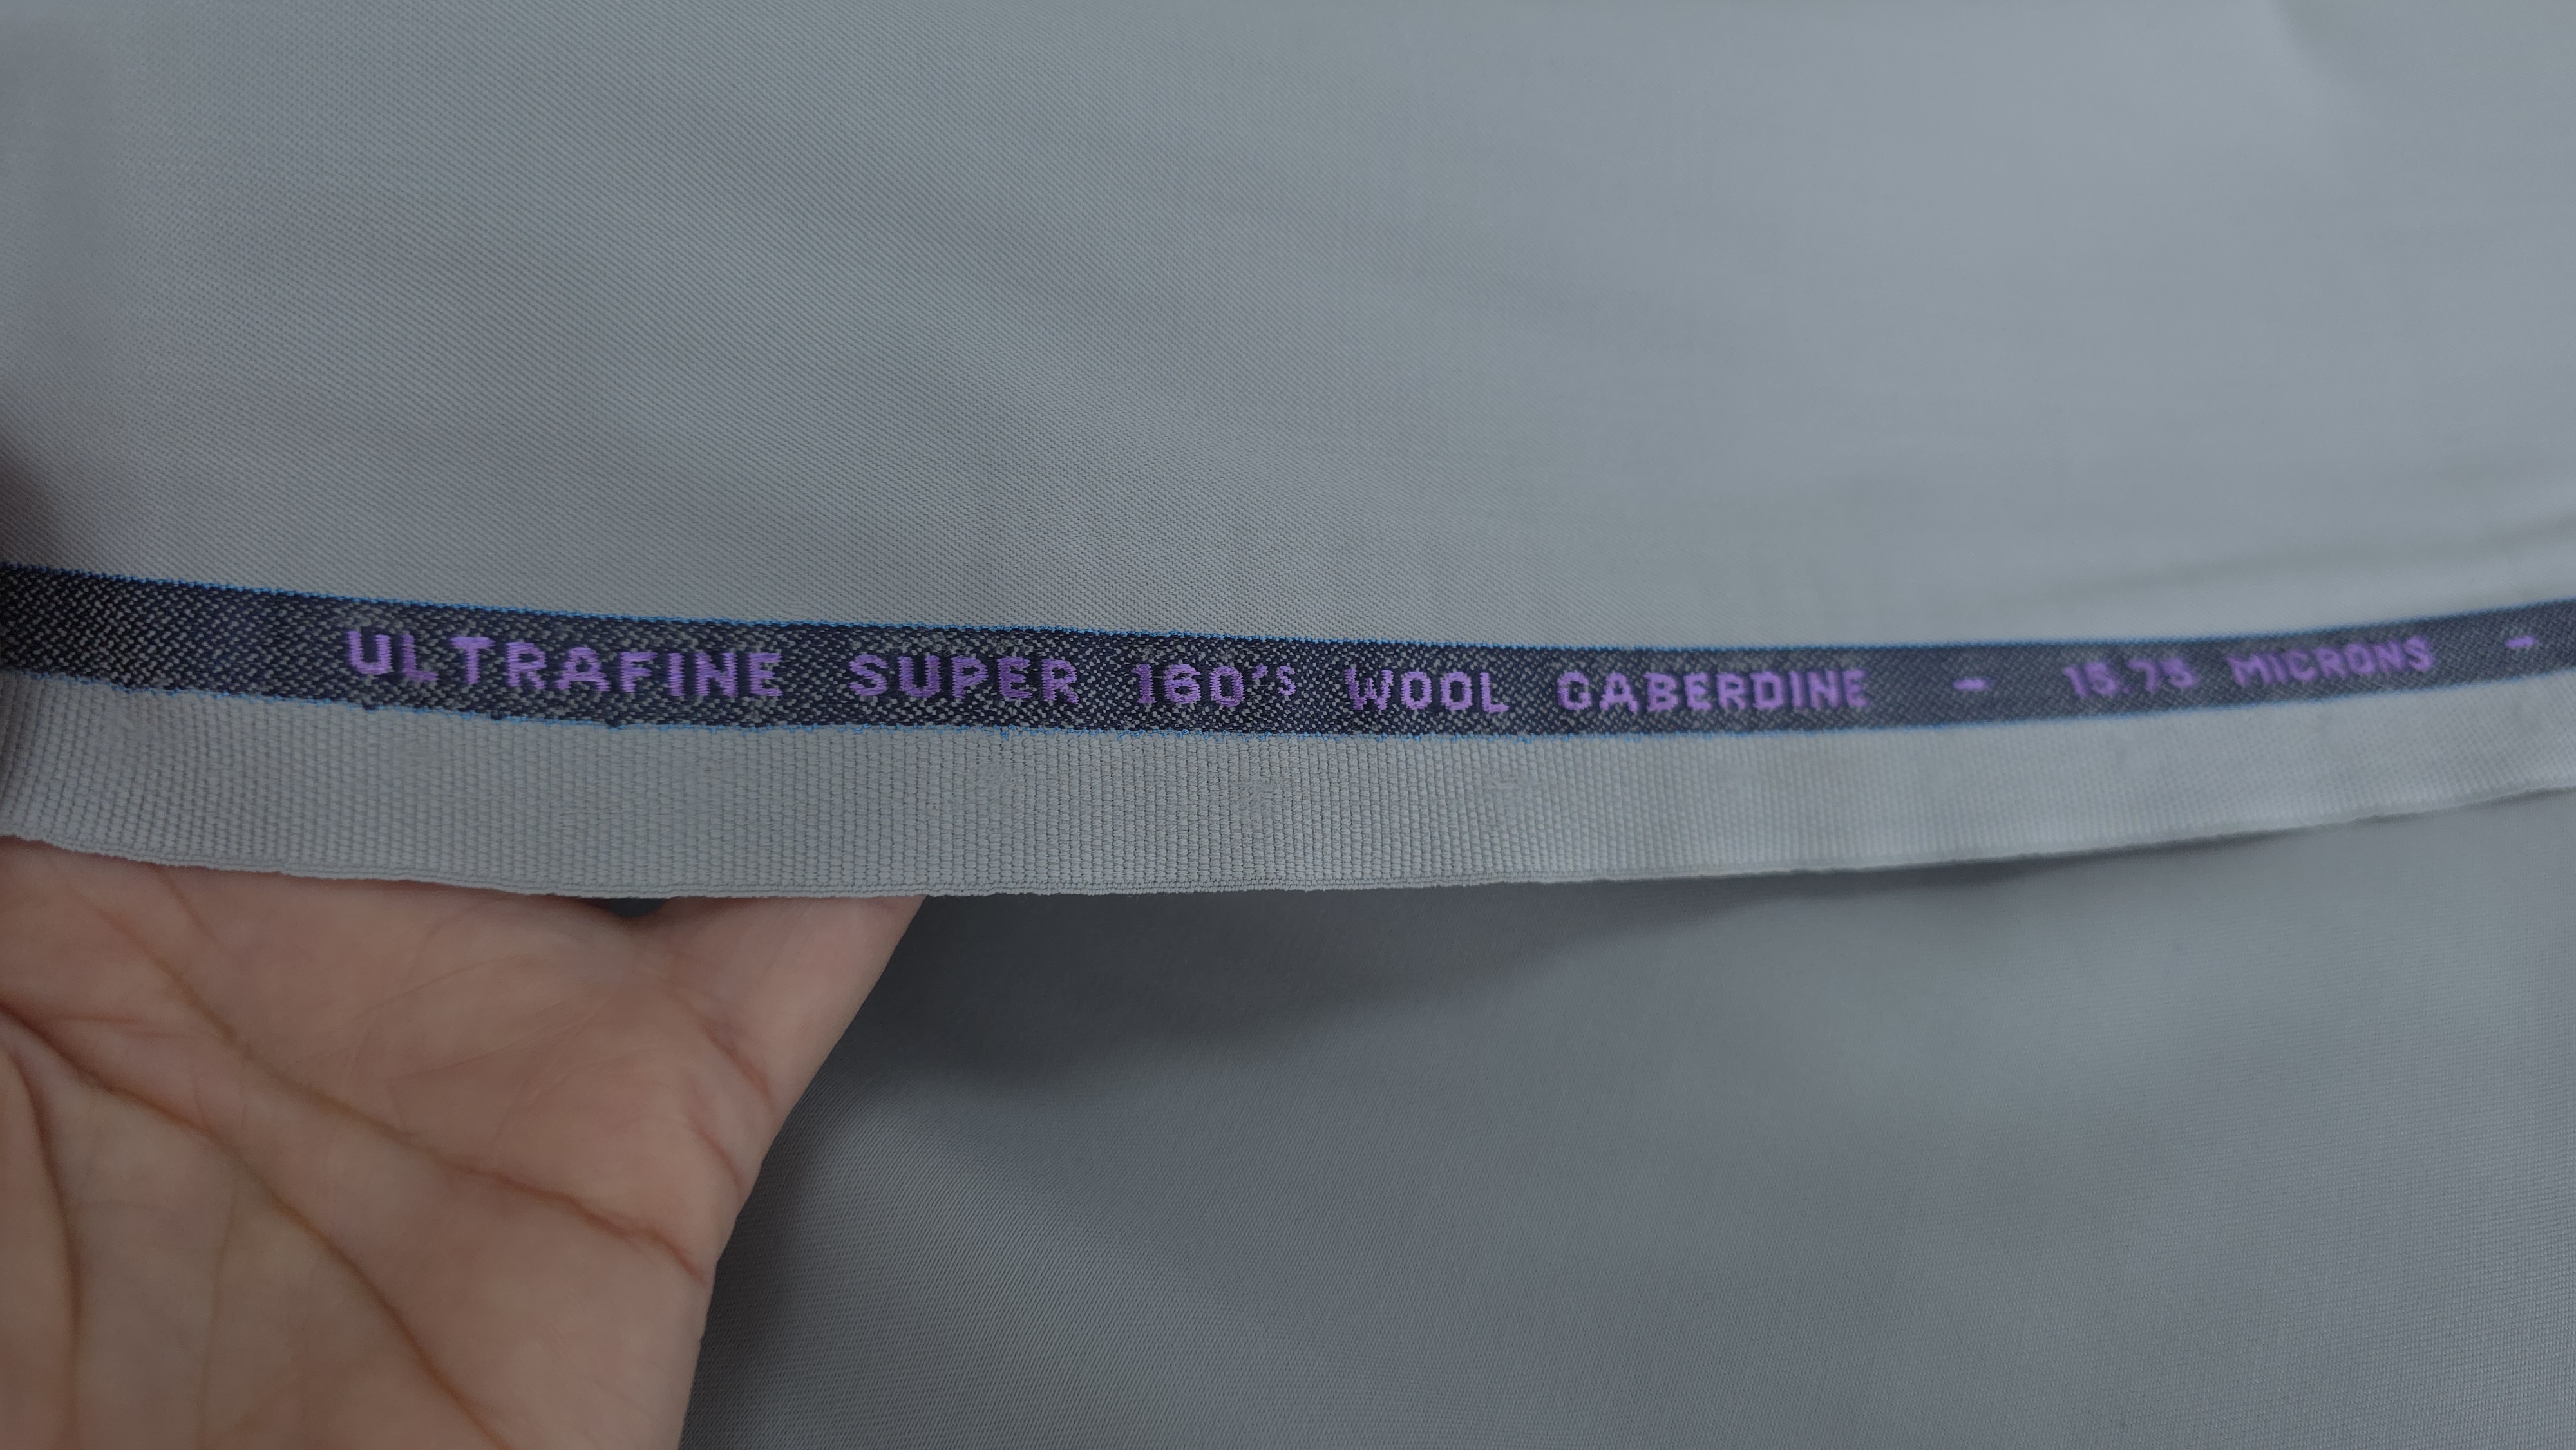 ULTRAFINE SUPER 160's WOOL GABERDINE - 15.75 MICRONS -